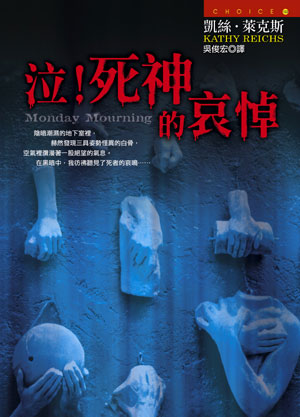 CHOICE
凱絲·萊克斯
KATHY REICHS
吳俊宏◎譯
泣!死神
的哀悼
Monday Mourning
陰暗潮濕的地下室裡,
赫然發現三具姿勢怪異的白骨,
空氣裡瀰漫著一股絕望的氣息。
在黑暗中,我彷彿聽見了死者的哀鳴……